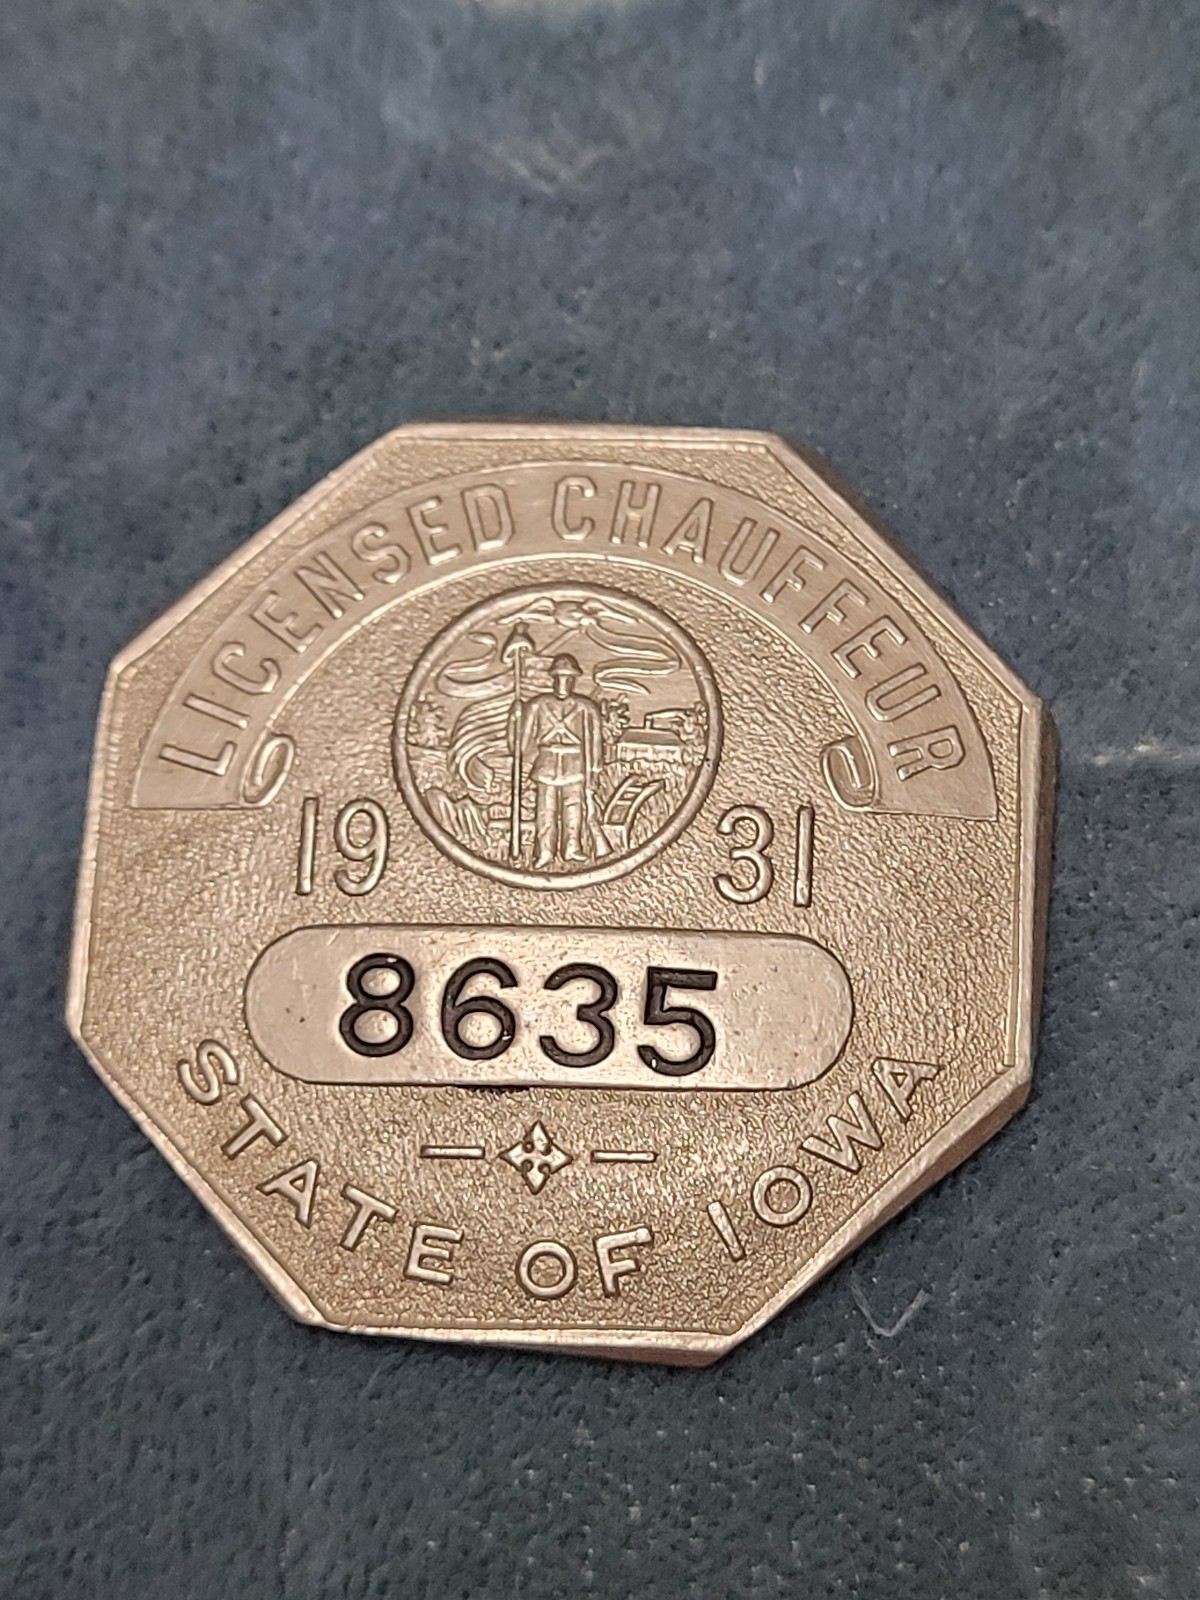 LICENSED CHAUFFEUR
19 31
8635
STATE OF IOWA